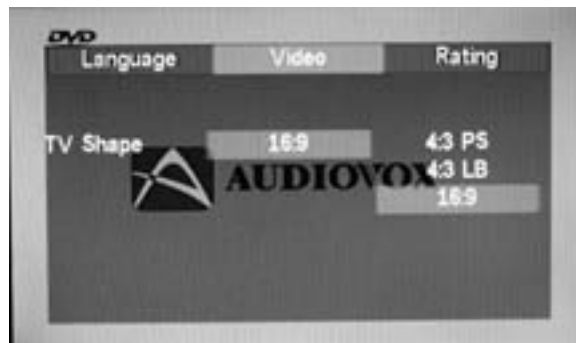 DVD
Language Video Rating
TV Shape 16:9 4:3 PS
4:3 LB
AUDIOVOX
16:9